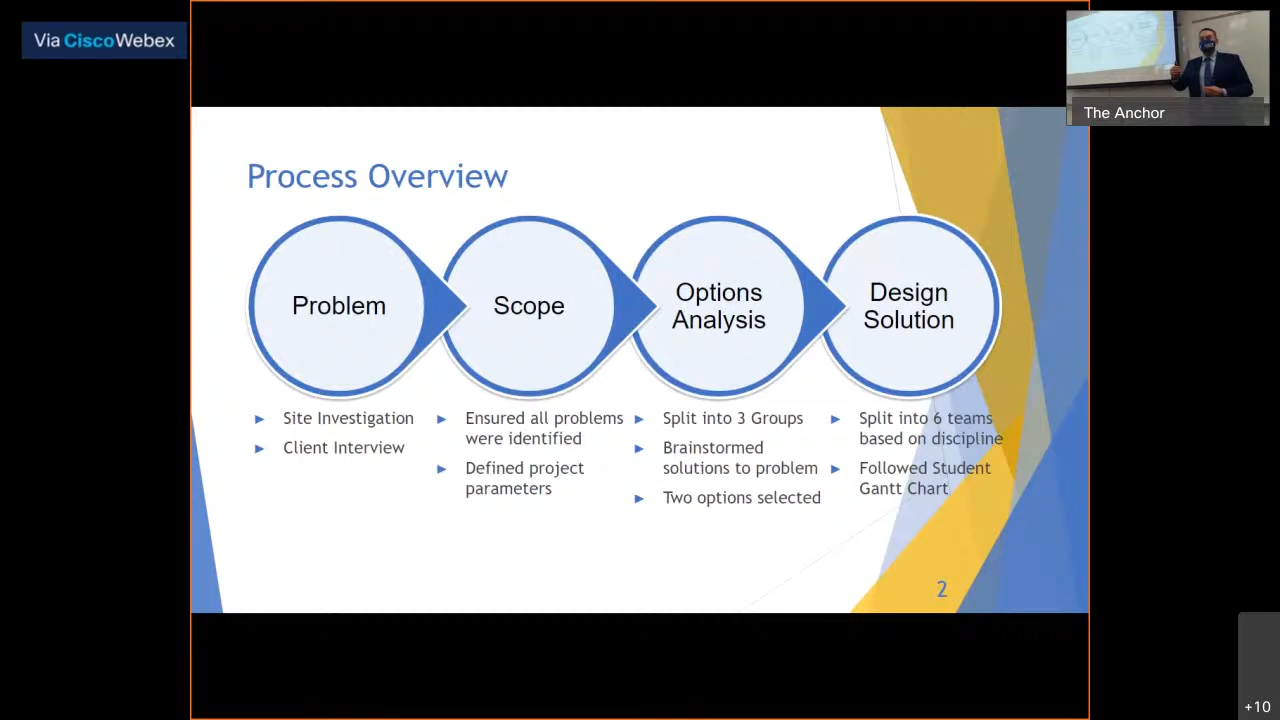 Via CiscoWebex
The Anchor
Process Overview
Problem
Scope
Options
Analysis
Design
Solution
► Site Investigation
► Client Interview
► Ensured all problems
were identified
► Defined project
parameters
► Split into 3 Groups
► Brainstormed
solutions to problem
► Two options selected
► Split into 6 teams
based on discipline
► Followed Student
Gantt Chart
2
+10